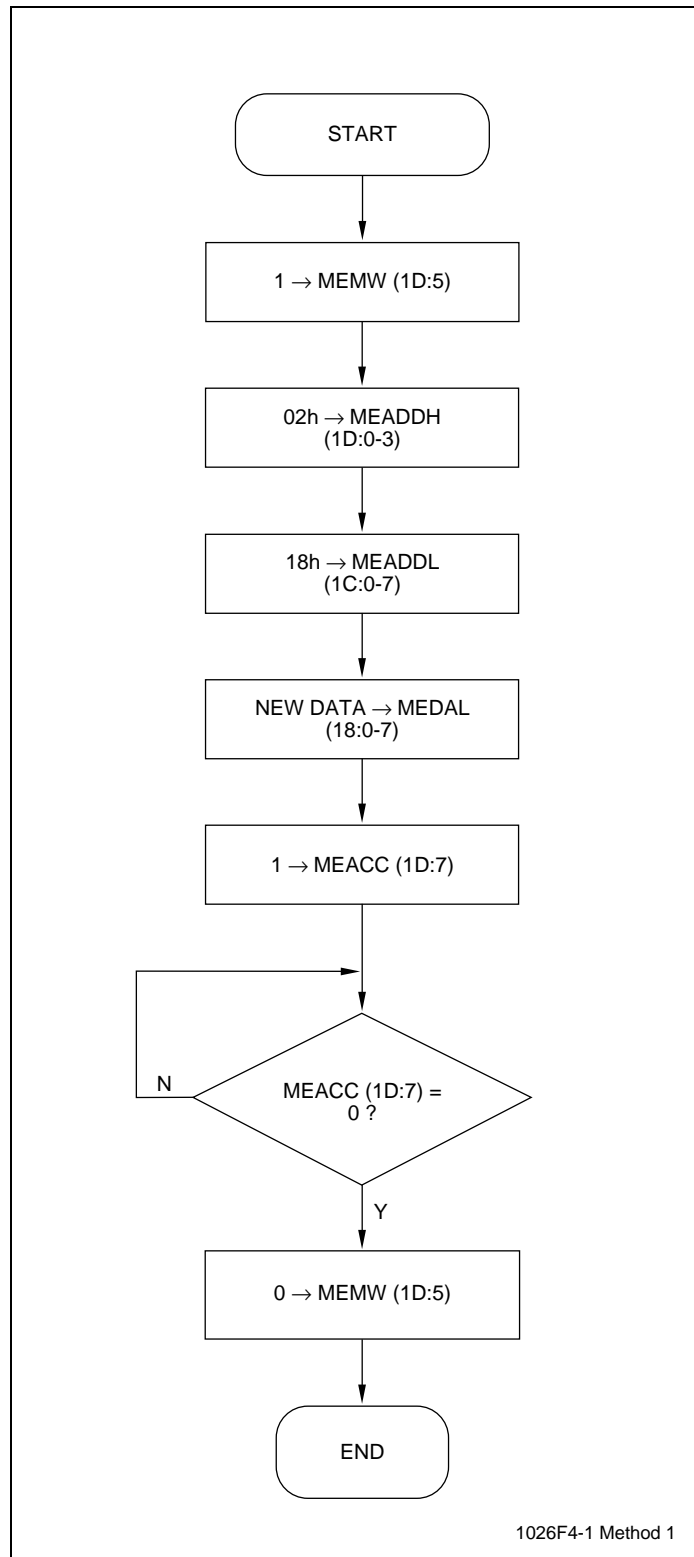 START
1 → MEMW (1D:5)
02h → MEADDH
(1D:0-3)
18h → MEADDL
(1C:0-7)
NEW DATA → MEDAL
(18:0-7)
1 → MEACC (1D:7)
MEACC (1D:7) =
0 ?
N
Y
0 → MEMW (1D:5)
END
1026F4-1 Method 1